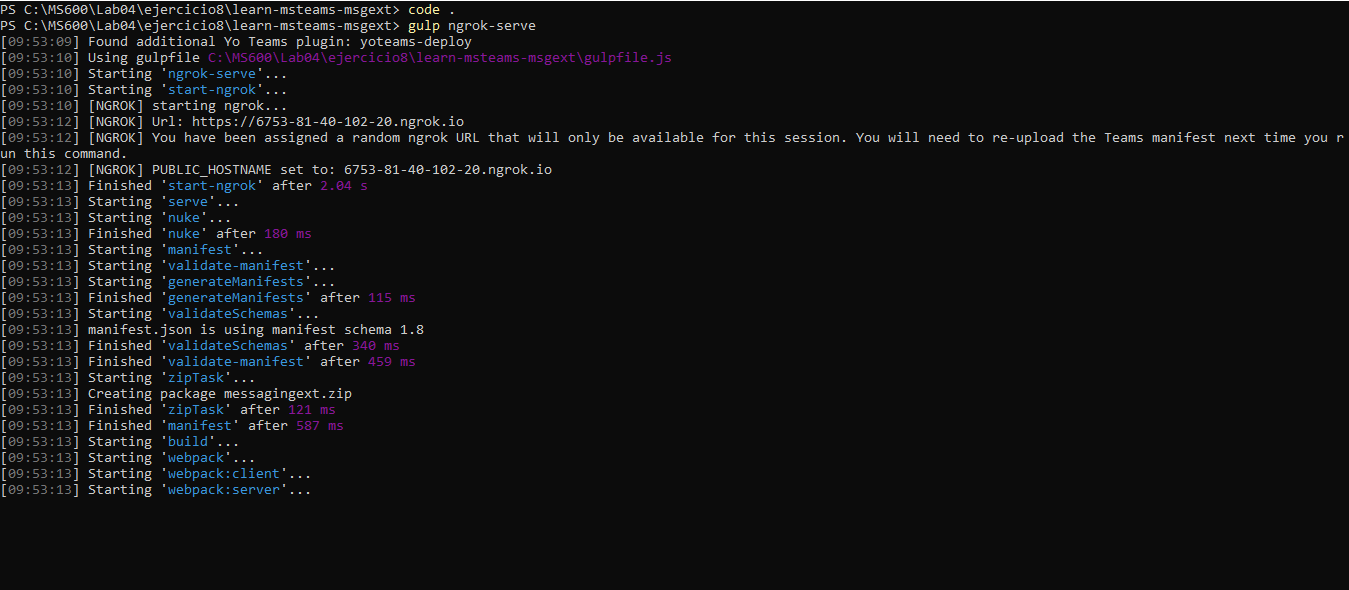 PS C:\MS600\Lab04\ejercicio8\learn-msteams-msgext> code .
PS C:\MS600\Lab04\ejercicio8\learn-msteams-msgext> gulp ngrok-serve
[09:53:09] Found additional Yo Teams plugin: yoteams-deploy
[09:53:10] Using gulpfile C:\MS600\Lab04\ejercicio8\learn-msteams-msgext\gulpfile.js
[09:53:10] Starting 'ngrok-serve'...
[09:53:10] Starting 'start-ngrok'...
[09:53:10] [NGROK] starting ngrok...
[09:53:12] [NGROK] Url: https://6753-81-40-102-20.ngrok.io
[09:53:12] [NGROK] You have been assigned a random ngrok URL that will only be available for this session. You will need to re-upload the Teams manifest next time you r
un this command.
[09:53:12] [NGROK] PUBLIC_HOSTNAME set to: 6753-81-40-102-20.ngrok.io
[09:53:13] Finished 'start-ngrok' after 2.04 s
[09:53:13] Starting 'serve'...
[09:53:13] Starting 'nuke'...
[09:53:13] Finished 'nuke' after 180 ms
[09:53:13] Starting 'manifest'...
[09:53:13] Starting 'validate-manifest'...
[09:53:13] Starting 'generateManifests'...
[09:53:13] Finished 'generateManifests' after 115 ms
[09:53:13] Starting 'validateSchemas'...
[09:53:13] manifest.json is using manifest schema 1.8
[09:53:13] Finished 'validateSchemas' after 340 ms
[09:53:13] Finished 'validate-manifest' after 459 ms
[09:53:13] Starting 'zipTask'...
[09:53:13] Creating package messagingext.zip
[09:53:13] Finished 'zipTask' after 121 ms
[09:53:13] Finished 'manifest' after 587 ms
[09:53:13] Starting 'build'...
[09:53:13] Starting 'webpack'...
[09:53:13] Starting 'webpack:client'...
[09:53:13] Starting 'webpack:server'...